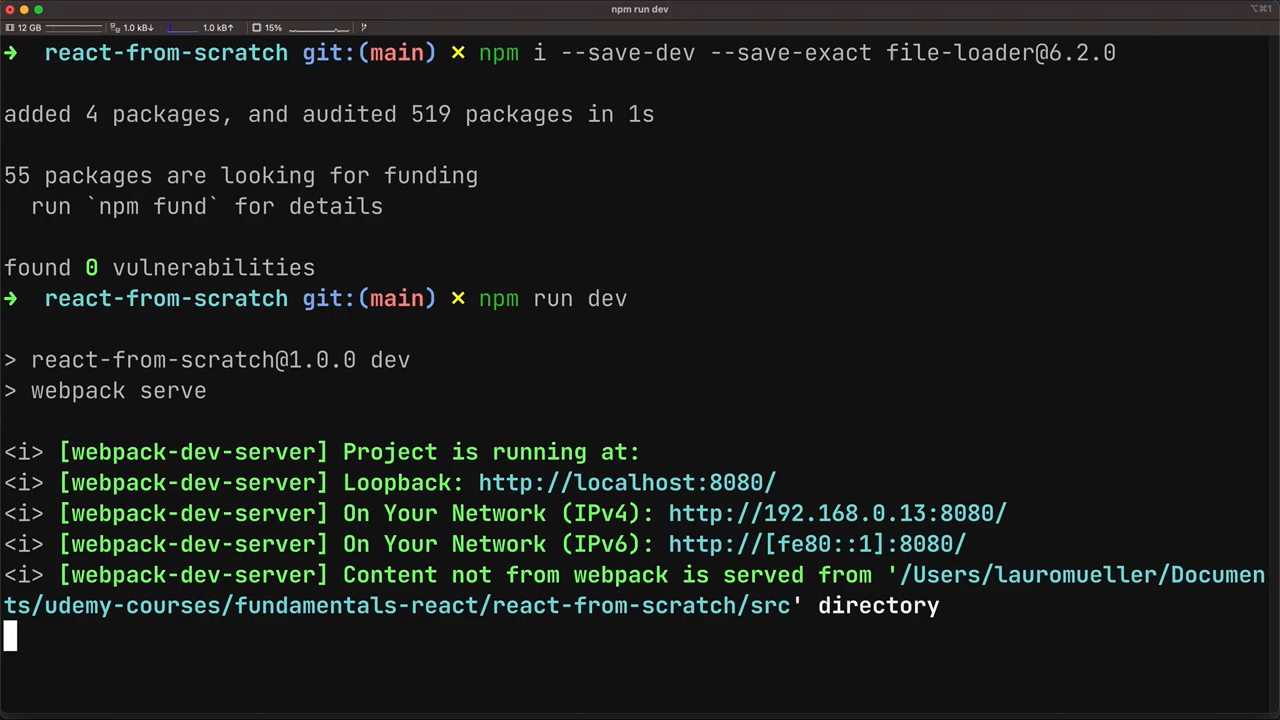 npm run dev
⌥⌘1
12 GB 1.0 kB↓ 1.0 kB↑ 15%
➜ react-from-scratch git:(main) ✗ npm i --save-dev --save-exact file-loader@6.2.0
added 4 packages, and audited 519 packages in 1s
55 packages are looking for funding
run `npm fund` for details
found 0 vulnerabilities
➜ react-from-scratch git:(main) ✗ npm run dev
> react-from-scratch@1.0.0 dev
> webpack serve
<i> [webpack-dev-server] Project is running at:
<i> [webpack-dev-server] Loopback: http://localhost:8080/
<i> [webpack-dev-server] On Your Network (IPv4): http://192.168.0.13:8080/
<i> [webpack-dev-server] On Your Network (IPv6): http://[fe80::1]:8080/
<i> [webpack-dev-server] Content not from webpack is served from '/Users/lauromueller/Documen
ts/udemy-courses/fundamentals-react/react-from-scratch/src' directory